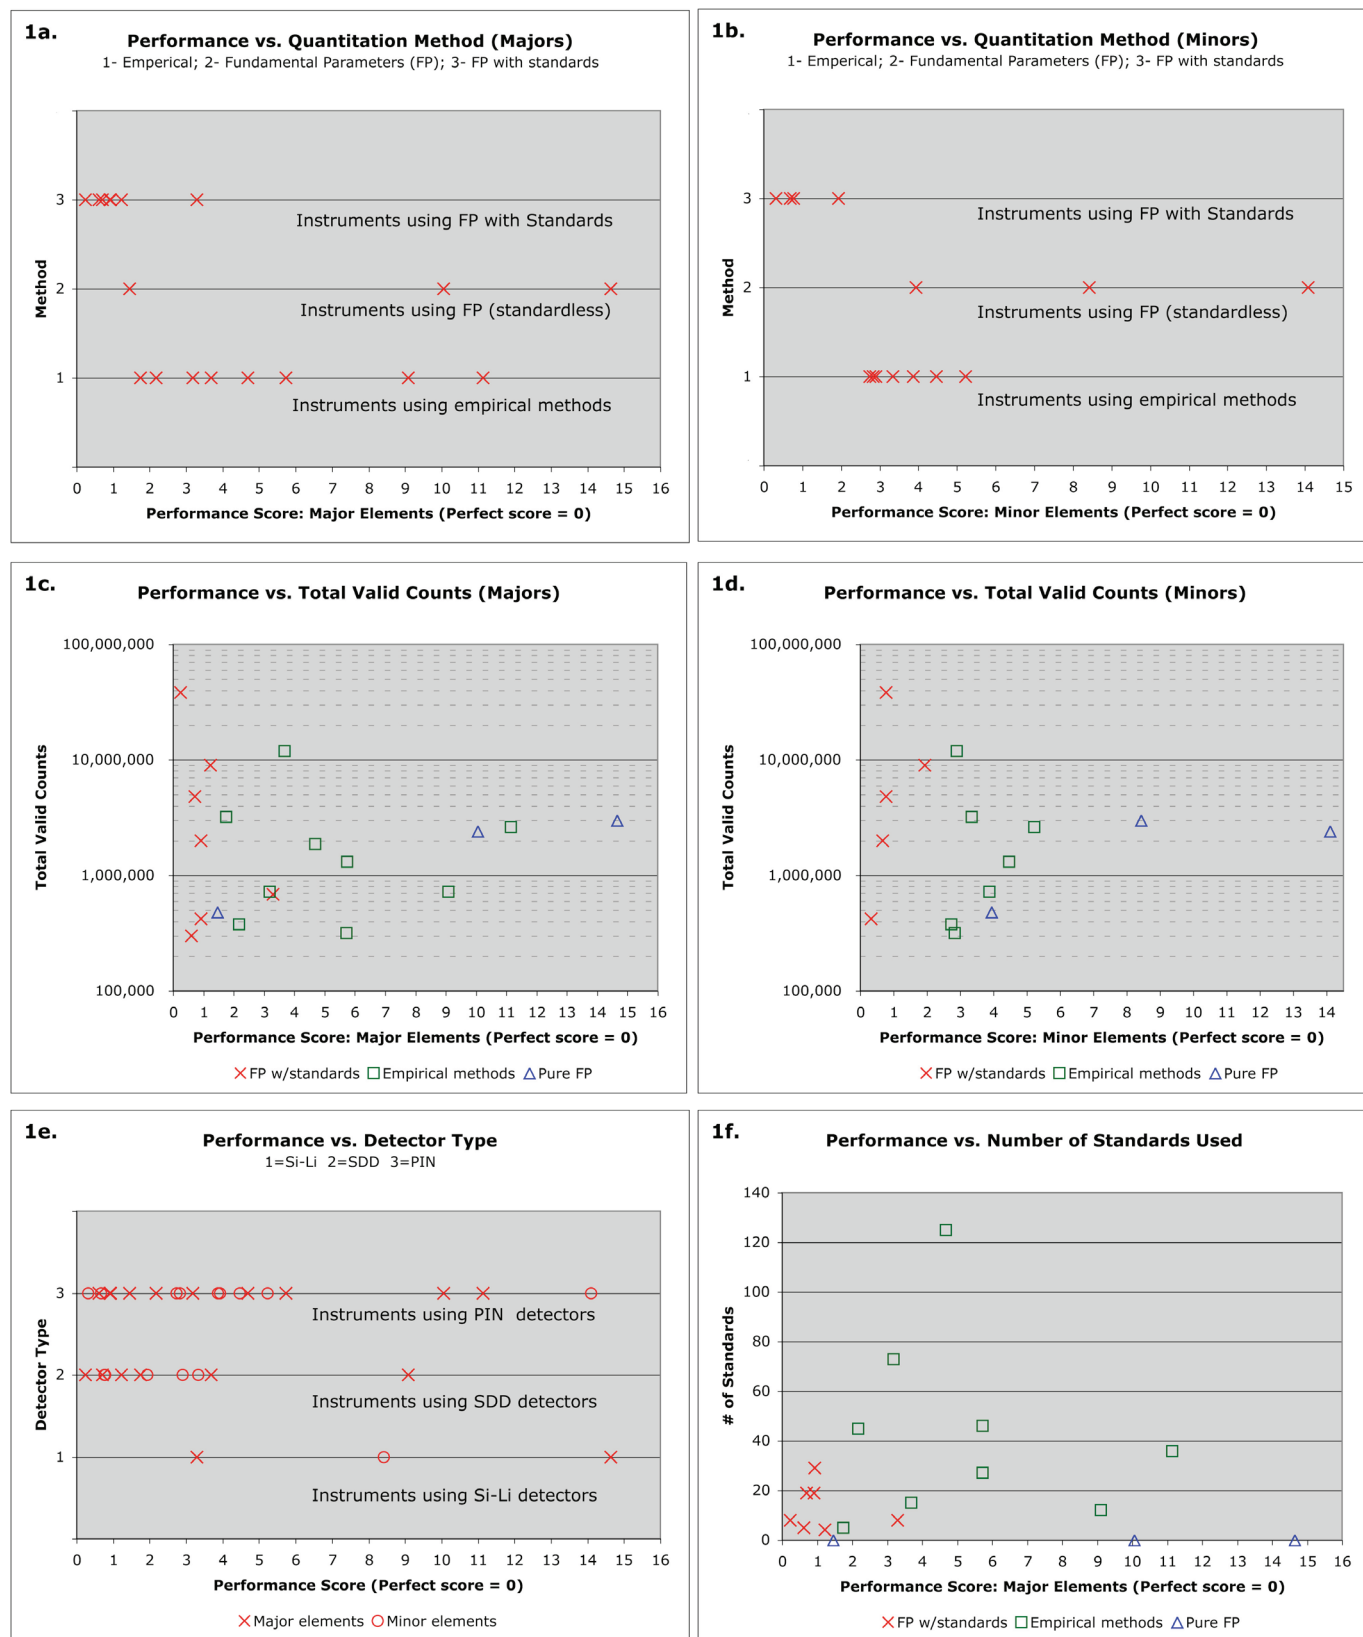 1a.
Performance vs. Quantitation Method (Majors)
1- Emperical; 2- Fundamental Parameters (FP); 3- FP with standards
Method
3
Instruments using FP with Standards
2
Instruments using FP (standardless)
1
Instruments using empirical methods
0 1 2 3 4 5 6 7 8 9 10 11 12 13 14 15 16
Performance Score: Major Elements (Perfect score = 0)
1b.
Performance vs. Quantitation Method (Minors)
1- Emperical; 2- Fundamental Parameters (FP); 3- FP with standards
Method
3
Instruments using FP with Standards
2
Instruments using FP (standardless)
1
Instruments using empirical methods
0 1 2 3 4 5 6 7 8 9 10 11 12 13 14 15
Performance Score: Minor Elements (Perfect score = 0)
1c.
Performance vs. Total Valid Counts (Majors)
Total Valid Counts
100,000,000
10,000,000
1,000,000
100,000
0 1 2 3 4 5 6 7 8 9 10 11 12 13 14 15 16
Performance Score: Major Elements (Perfect score = 0)
FP w/standards Empirical methods Pure FP
1d.
Performance vs. Total Valid Counts (Minors)
Total Valid Counts
100,000,000
10,000,000
1,000,000
100,000
0 1 2 3 4 5 6 7 8 9 10 11 12 13 14
Performance Score: Minor Elements (Perfect score = 0)
FP w/standards Empirical methods Pure FP
1e.
Performance vs. Detector Type
1=Si-Li 2=SDD 3=PIN
Detector Type
3
Instruments using PIN detectors
2
Instruments using SDD detectors
1
Instruments using Si-Li detectors
0 1 2 3 4 5 6 7 8 9 10 11 12 13 14 15 16
Performance Score (Perfect score = 0)
Major elements Minor elements
1f.
Performance vs. Number of Standards Used
# of Standards
140
120
100
80
60
40
20
0
0 1 2 3 4 5 6 7 8 9 10 11 12 13 14 15 16
Performance Score: Major Elements (Perfect score = 0)
FP w/standards Empirical methods Pure FP